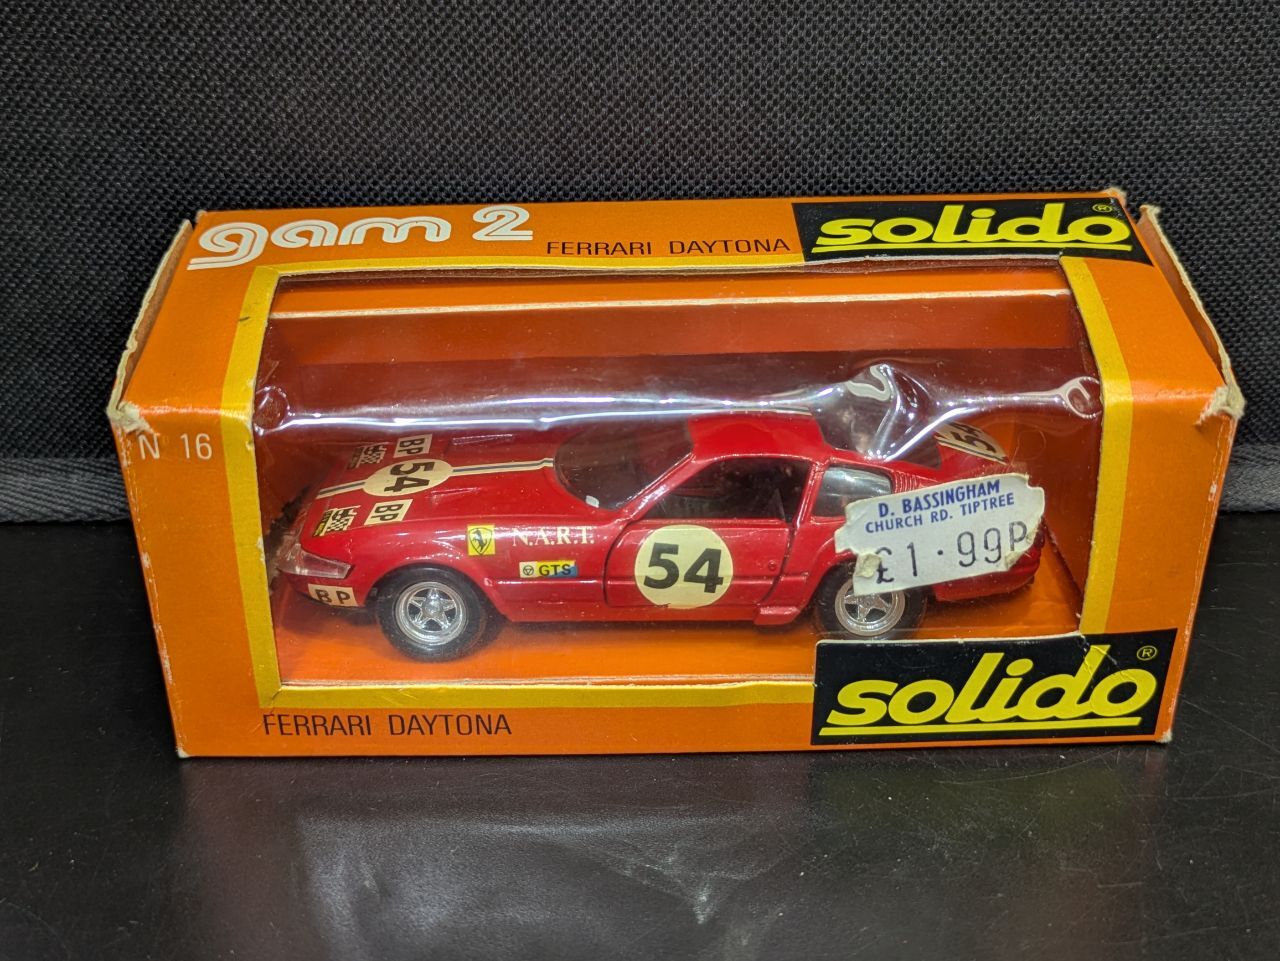 gam 2
FERRARI DAYTONA
solido ®
N 16
BP
54
BP
BP
N.A.R.T.
GTS
54
54
D. BASSINGHAM
CHURCH RD. TIPTREE
£1·99P
FERRARI DAYTONA
solido ®